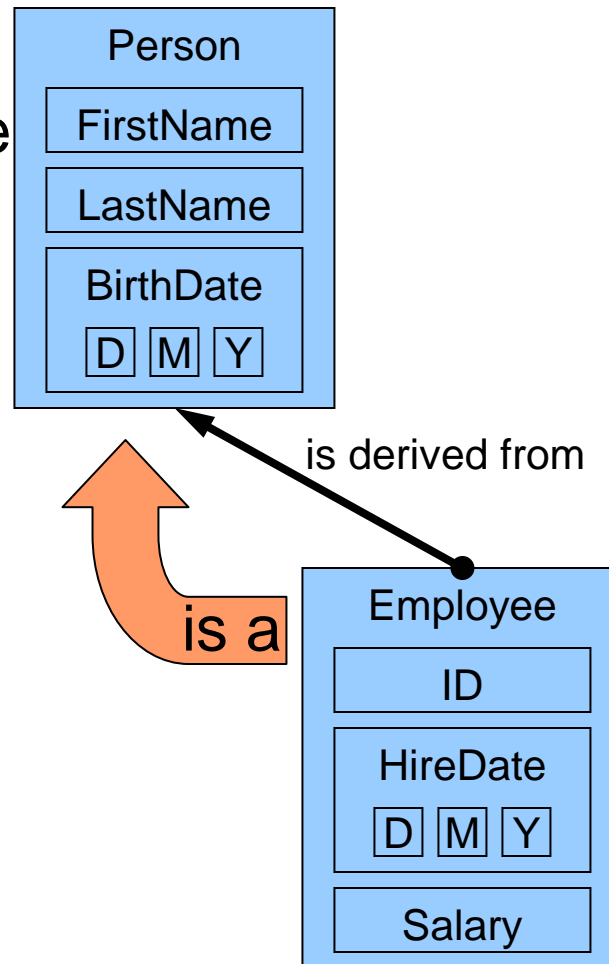 Person
e
FirstName
LastName
BirthDate
D M Y
is derived from
is a
Employee
ID
HireDate
D M Y
Salary